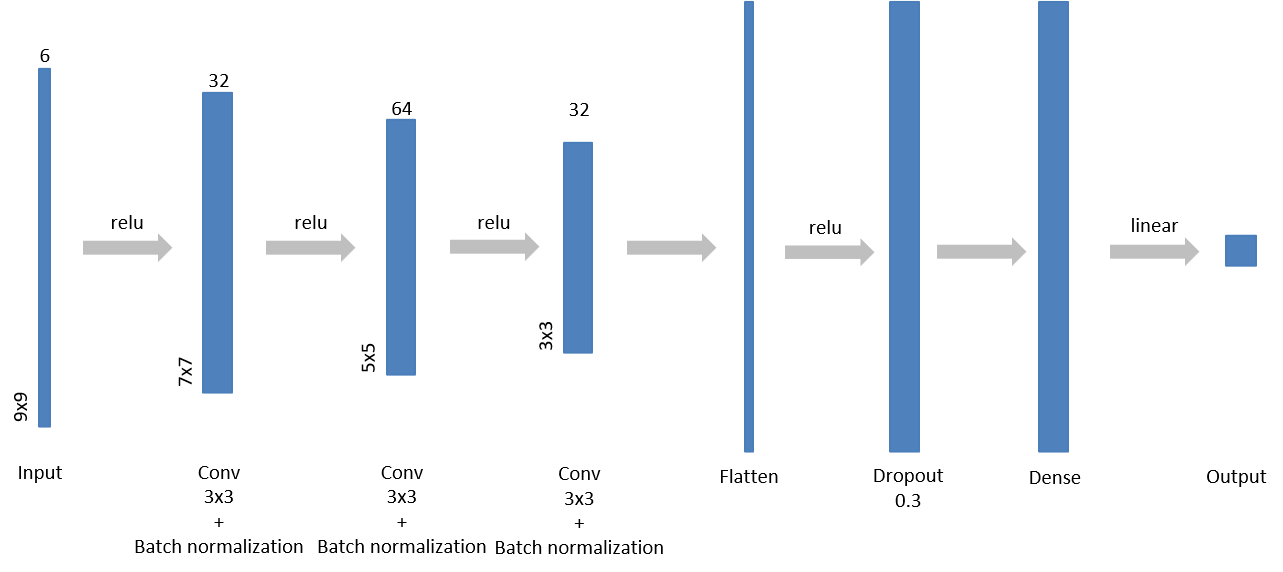 6
32
64
32
relu
relu
relu
relu
linear
9x9
7x7
5x5
3x3
Input
Conv
3x3
+
Batch normalization
Conv
3x3
+
Batch normalization
Conv
3x3
+
Batch normalization
Flatten
Dropout
0.3
Dense
Output